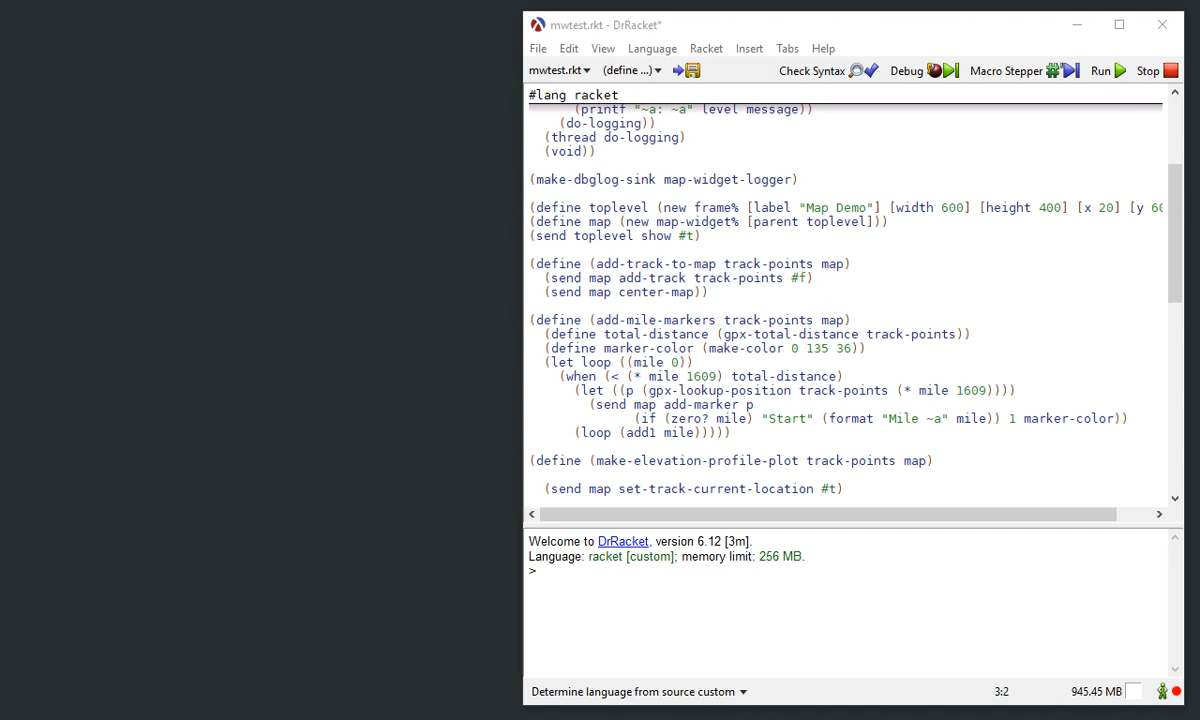 mwtest.rkt - DrRacket*
File Edit View Language Racket Insert Tabs Help
mwtest.rkt▾ (define ...)▾ Check Syntax Debug Macro Stepper Run Stop
#lang racket
(printf "~a: ~a" level message))
(do-logging))
(thread do-logging)
(void))
(make-dbglog-sink map-widget-logger)
(define toplevel (new frame% [label "Map Demo"] [width 600] [height 400] [x 20] [y 60
(define map (new map-widget% [parent toplevel]))
(send toplevel show #t)
(define (add-track-to-map track-points map)
(send map add-track track-points #f)
(send map center-map))
(define (add-mile-markers track-points map)
(define total-distance (gpx-total-distance track-points))
(define marker-color (make-color 0 135 36))
(let loop ((mile 0))
(when (< (* mile 1609) total-distance)
(let ((p (gpx-lookup-position track-points (* mile 1609))))
(send map add-marker p
(if (zero? mile) "Start" (format "Mile ~a" mile)) 1 marker-color))
(loop (add1 mile)))))
(define (make-elevation-profile-plot track-points map)
(send map set-track-current-location #t)
Welcome to DrRacket, version 6.12 [3m].
Language: racket [custom]; memory limit: 256 MB.
>
Determine language from source custom ▾ 3:2 945.45 MB